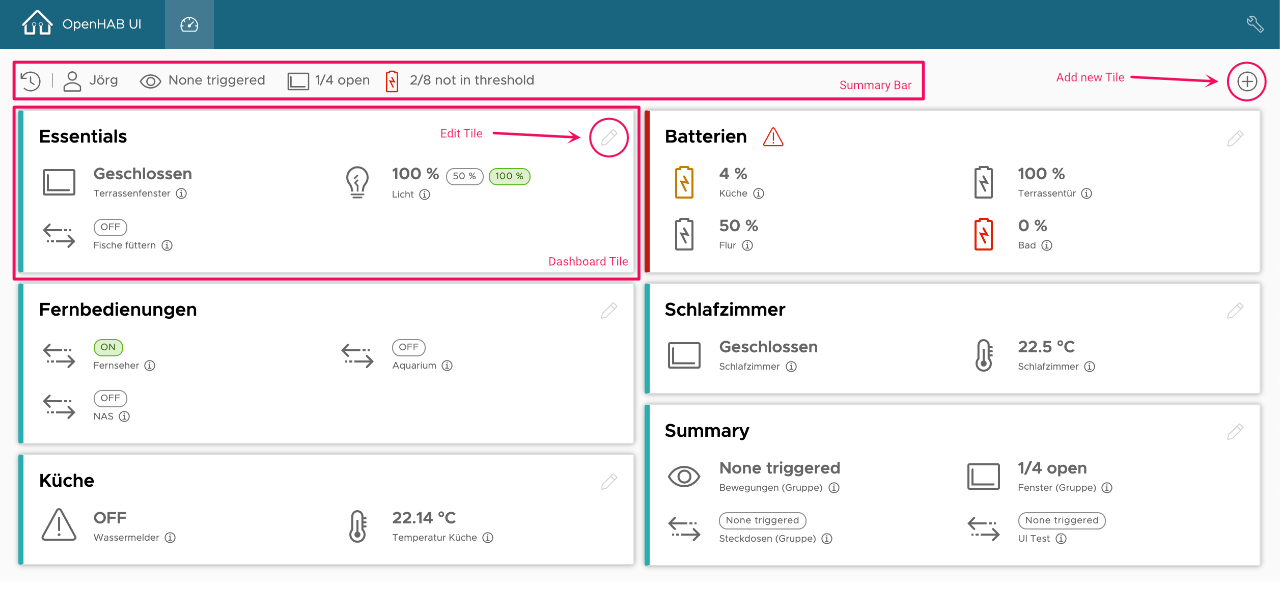 OpenHAB UI
Jörg
None triggered
1/4 open
2/8 not in threshold
Summary Bar
Add new Tile
Essentials
Edit Tile
Geschlossen
Terrassenfenster
100 % 50 % 100 %
Licht
OFF
Fische füttern
Dashboard Tile
Batterien
4 %
Küche
100 %
Terrassentür
50 %
Flur
0 %
Bad
Fernbedienungen
ON
Fernseher
OFF
Aquarium
OFF
NAS
Schlafzimmer
Geschlossen
Schlafzimmer
22.5 °C
Schlafzimmer
Küche
OFF
Wassermelder
22.14 °C
Temperatur Küche
Summary
None triggered
Bewegungen (Gruppe)
1/4 open
Fenster (Gruppe)
None triggered
Steckdosen (Gruppe)
None triggered
UI Test